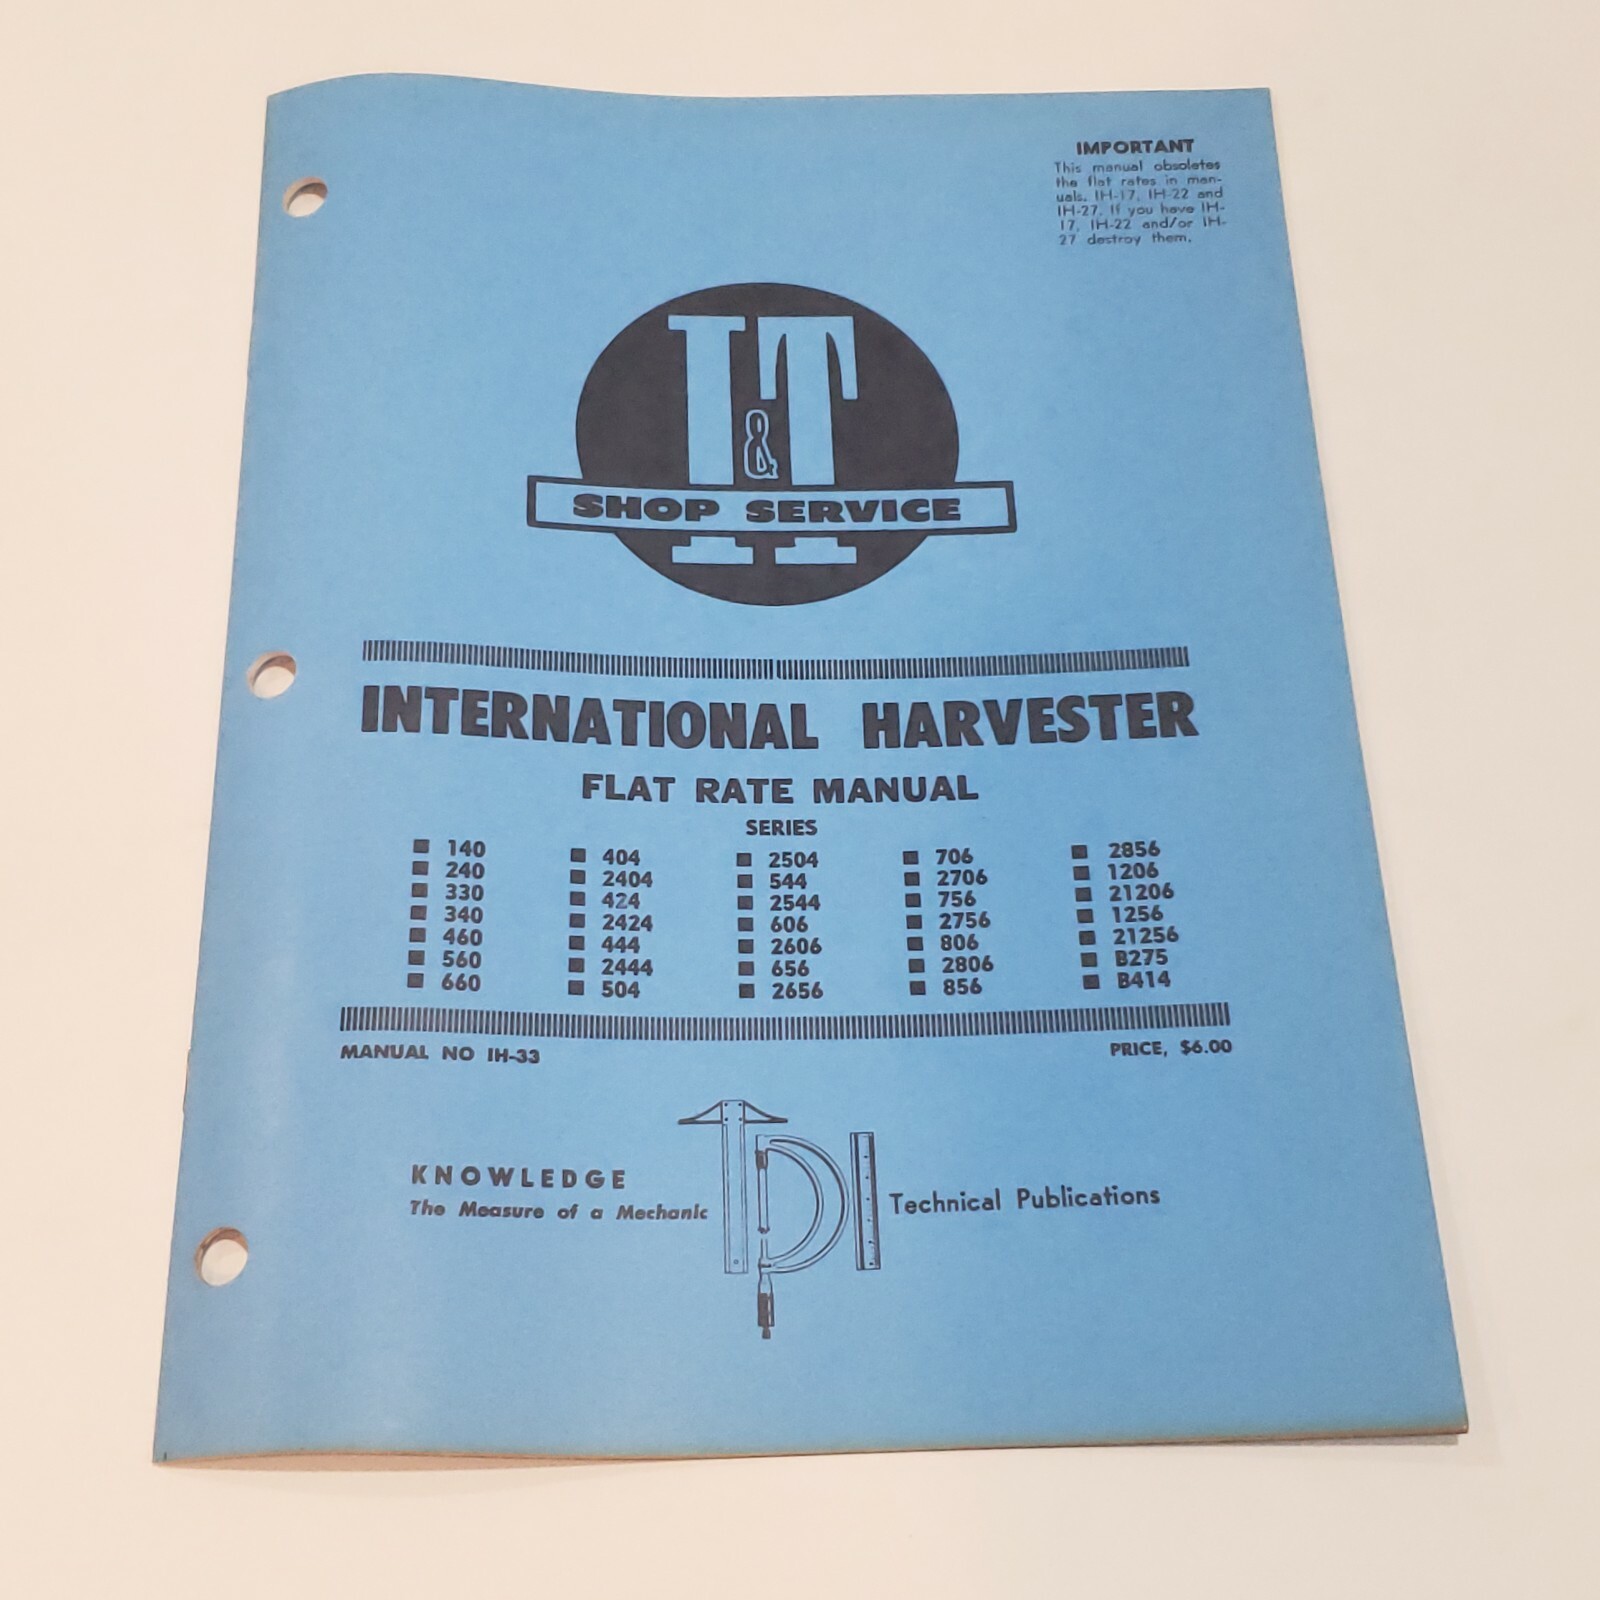 IMPORTANT
This manual obsoletes
the flat rates in man-
uals, IH-17, IH-22 and
IH-27. If you have IH-
17, IH-22 and/or IH-
27 destroy them.
I&T
SHOP SERVICE
INTERNATIONAL HARVESTER
FLAT RATE MANUAL
SERIES
■ 140
■ 240
■ 330
■ 340
■ 460
■ 560
■ 660
■ 404
■ 2404
■ 424
■ 2424
■ 444
■ 2444
■ 504
■ 2504
■ 544
■ 2544
■ 606
■ 2606
■ 656
■ 2656
■ 706
■ 2706
■ 756
■ 2756
■ 806
■ 2806
■ 856
■ 2856
■ 1206
■ 21206
■ 1256
■ 21256
■ B275
■ B414
MANUAL NO IH-33
PRICE, $6.00
KNOWLEDGE
The Measure of a Mechanic
TPI
Technical Publications